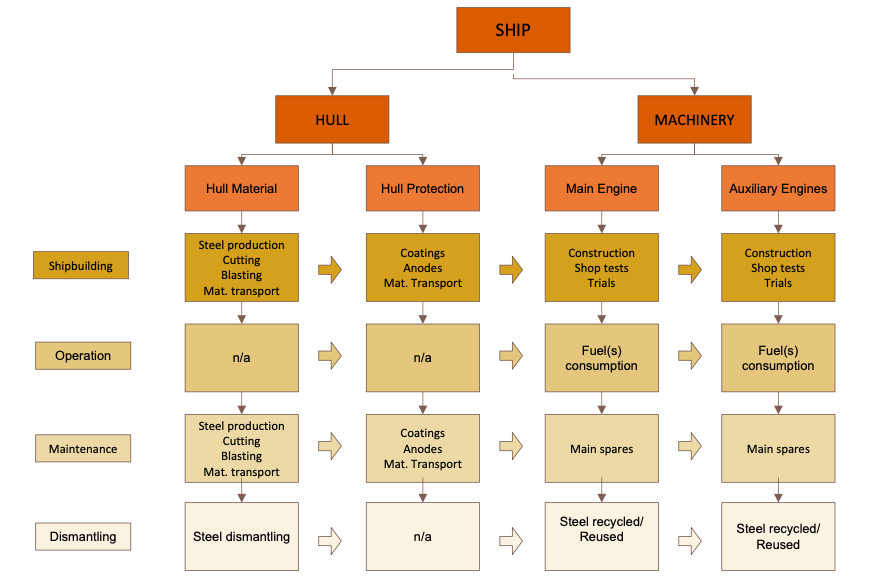 SHIP
HULL
MACHINERY
Hull Material
Hull Protection
Main Engine
Auxiliary Engines
Shipbuilding
Steel production
Cutting
Blasting
Mat. transport
Coatings
Anodes
Mat. Transport
Construction
Shop tests
Trials
Construction
Shop tests
Trials
Operation
n/a
n/a
Fuel(s)
consumption
Fuel(s)
consumption
Maintenance
Steel production
Cutting
Blasting
Mat. transport
Coatings
Anodes
Mat. Transport
Main spares
Main spares
Dismantling
Steel dismantling
n/a
Steel recycled/
Reused
Steel recycled/
Reused